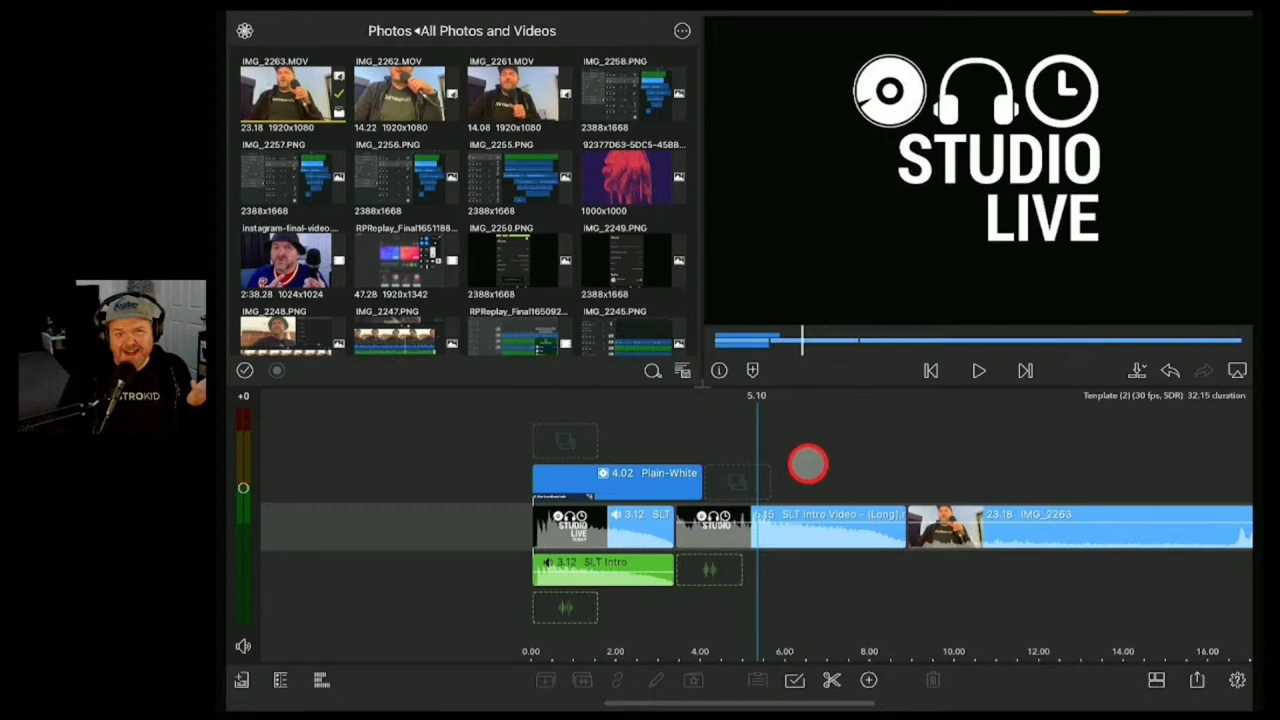 Photos◂All Photos and Videos
IMG_2263.MOV
IMG_2262.MOV
IMG_2261.MOV
IMG_2258.PNG
23.18 1920x1080
14.22 1920x1080
14.08 1920x1080
2388x1668
IMG_2257.PNG
IMG_2256.PNG
IMG_2255.PNG
92377D63-5DC5-45BB...
2388x1668
2388x1668
2388x1668
1000x1000
instagram-final-video....
RPReplay_Final1651188...
IMG_2250.PNG
IMG_2249.PNG
2:38.28 1024x1024
47.28 1920x1342
2388x1668
2388x1668
IMG_2248.PNG
IMG_2247.PNG
RPReplay_Final165092...
IMG_2245.PNG
STUDIO
LIVE
+0
5.10
Template (2) (30 fps, SDR) 32.15 duration
4.02 Plain-White
STUDIO
LIVE
3.12 SLT
STUDIO
5.15 SLT Intro Video - (Long).
23.18 IMG_2263
3.12 SLT Intro
0.00
2.00
4.00
6.00
8.00
10.00
12.00
14.00
16.00